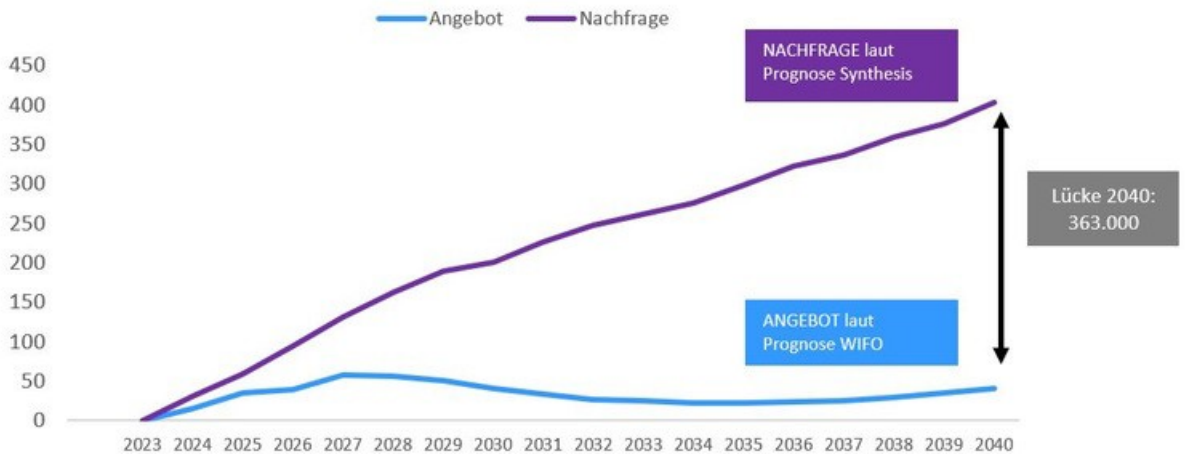 Angebot Nachfrage
NACHFRAGE laut
Prognose Synthesis
450
400
350
300
250
200
150
100
50
0
Lücke 2040:
363.000
ANGEBOT laut
Prognose WIFO
2023 2024 2025 2026 2027 2028 2029 2030 2031 2032 2033 2034 2035 2036 2037 2038 2039 2040